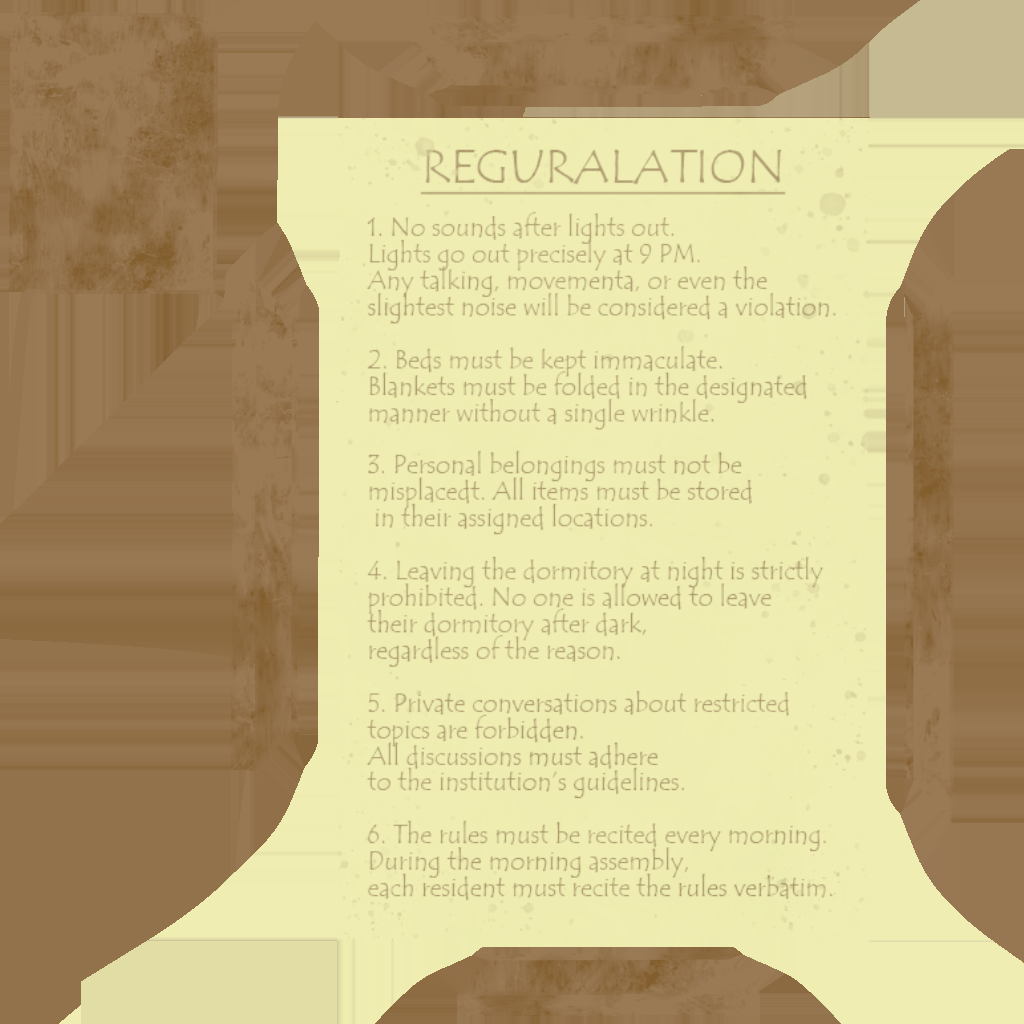 REGURALATION
1. No sounds after lights out.
Lights go out precisely at 9 PM.
Any talking, movementa, or even the
slightest noise will be considered a violation.
2. Beds must be kept immaculate.
Blankets must be folded in the designated
manner without a single wrinkle.
3. Personal belongings must not be
misplacedt. All items must be stored
in their assigned locations.
4. Leaving the dormitory at night is strictly
prohibited. No one is allowed to leave
their dormitory after dark,
regardless of the reason.
5. Private conversations about restricted
topics are forbidden.
All discussions must adhere
to the institution's guidelines.
6. The rules must be recited every morning.
During the morning assembly,
each resident must recite the rules verbatim.